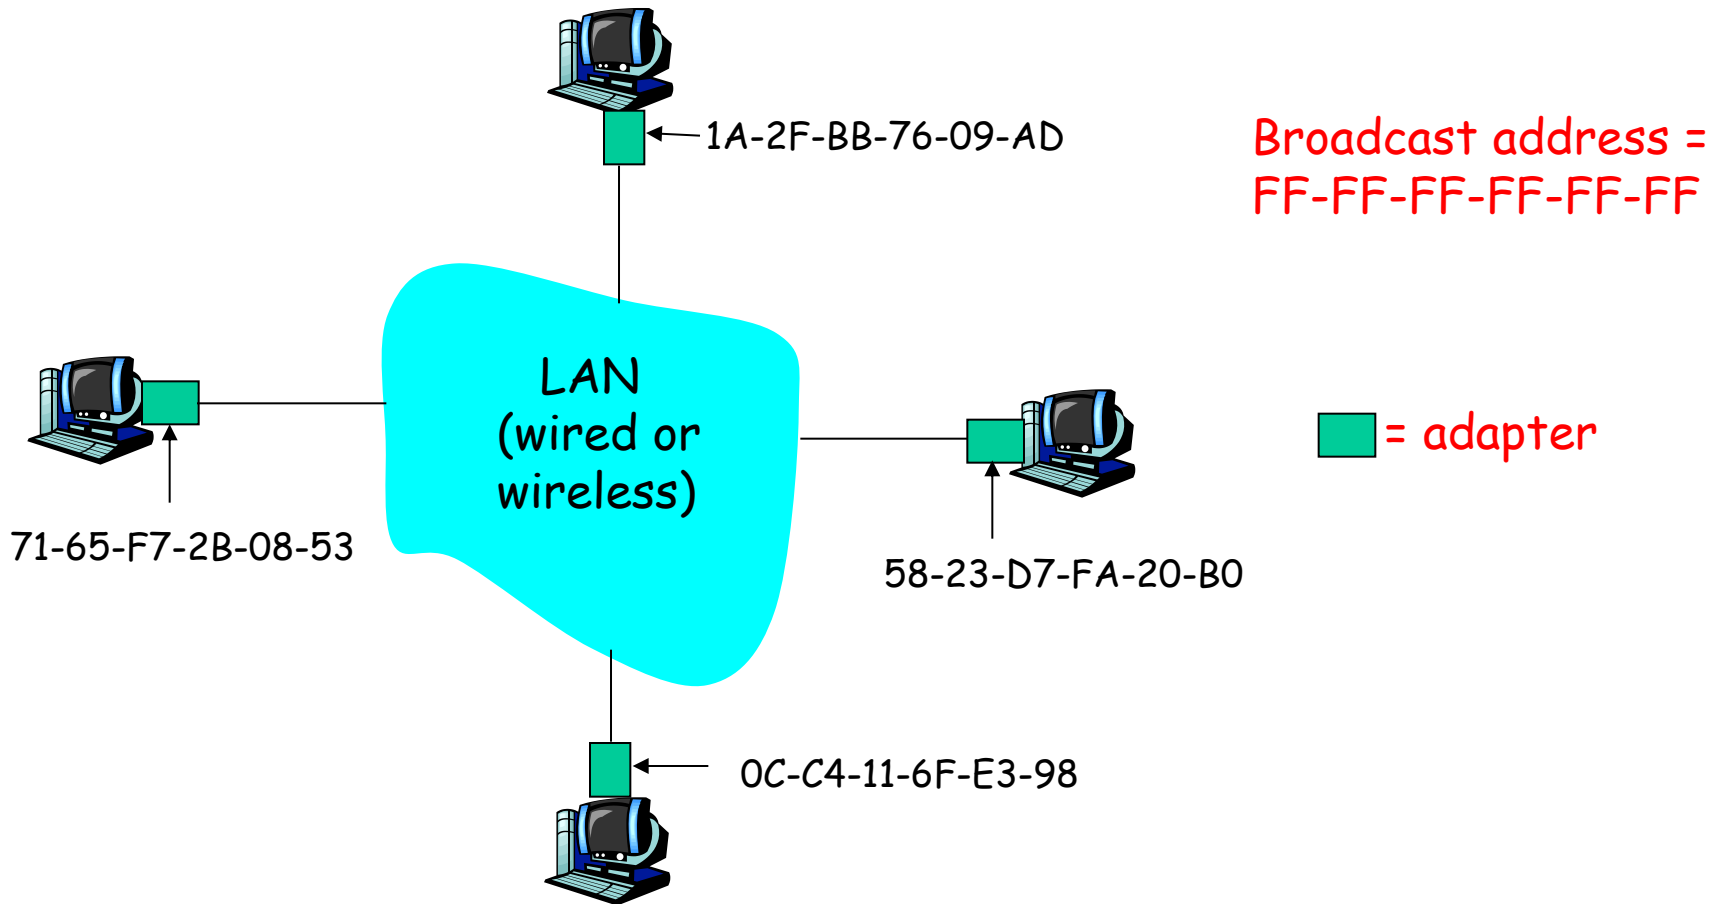 1A-2F-BB-76-09-AD
Broadcast address =
FF-FF-FF-FF-FF-FF
LAN
(wired or
wireless)
= adapter
71-65-F7-2B-08-53
58-23-D7-FA-20-B0
0C-C4-11-6F-E3-98